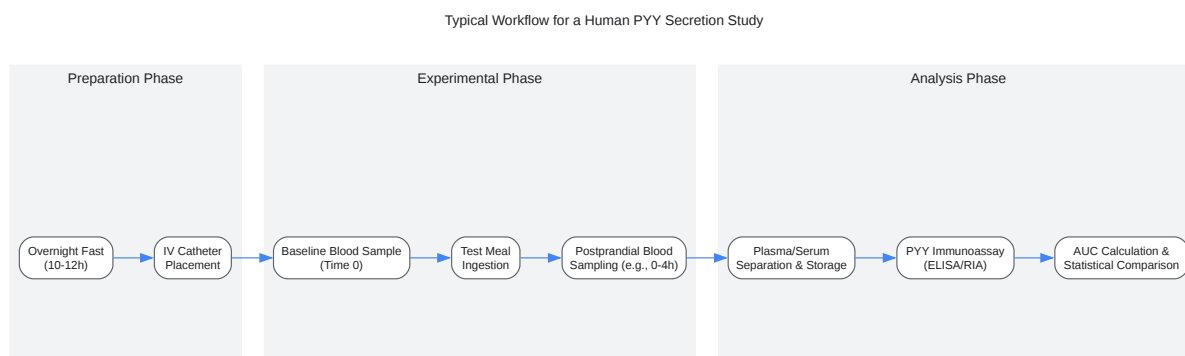 Typical Workflow for a Human PYY Secretion Study
Preparation Phase
Experimental Phase
Analysis Phase
Overnight Fast
(10-12h)
IV Catheter
Placement
Baseline Blood Sample
(Time 0)
Test Meal
Ingestion
Postprandial Blood
Sampling (e.g., 0-4h)
Plasma/Serum
Separation & Storage
PYY Immunoassay
(ELISA/RIA)
AUC Calculation &
Statistical Comparison